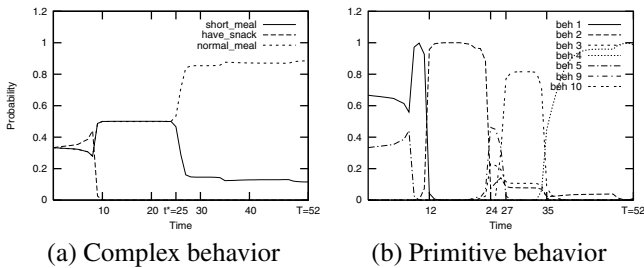 Probability
1.2
1
0.8
0.6
0.4
0.2
0
short_meal
have_snack
normal_meal
10
20
t*=25
30
40
T=52
Time
(a) Complex behavior
1.2
1
0.8
0.6
0.4
0.2
0
beh 1
beh 2
beh 3
beh 4
beh 5
beh 9
beh 10
12
24
27
35
T=52
Time
(b) Primitive behavior